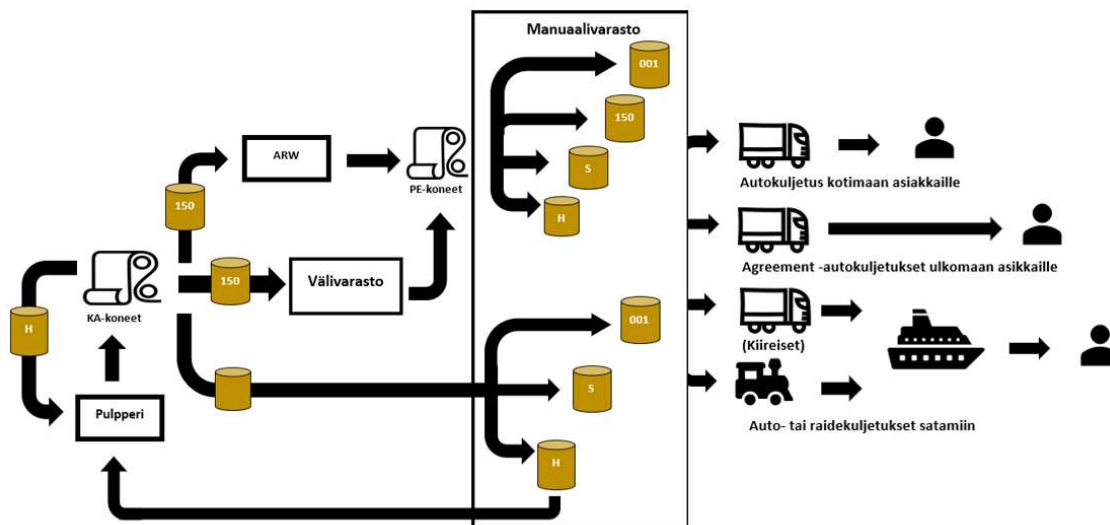 Manuaalivarasto
001
150
S
H
ARW
PE-koneet
150
150
Välivarasto
KA-koneet
H
Pulpperi
001
S
H
Autokuljetus kotimaan asiakkaille
Agreement -autokuljetukset ulkomaan asikkaille
(Kiireiset)
Auto- tai raidekuljetukset satamiin